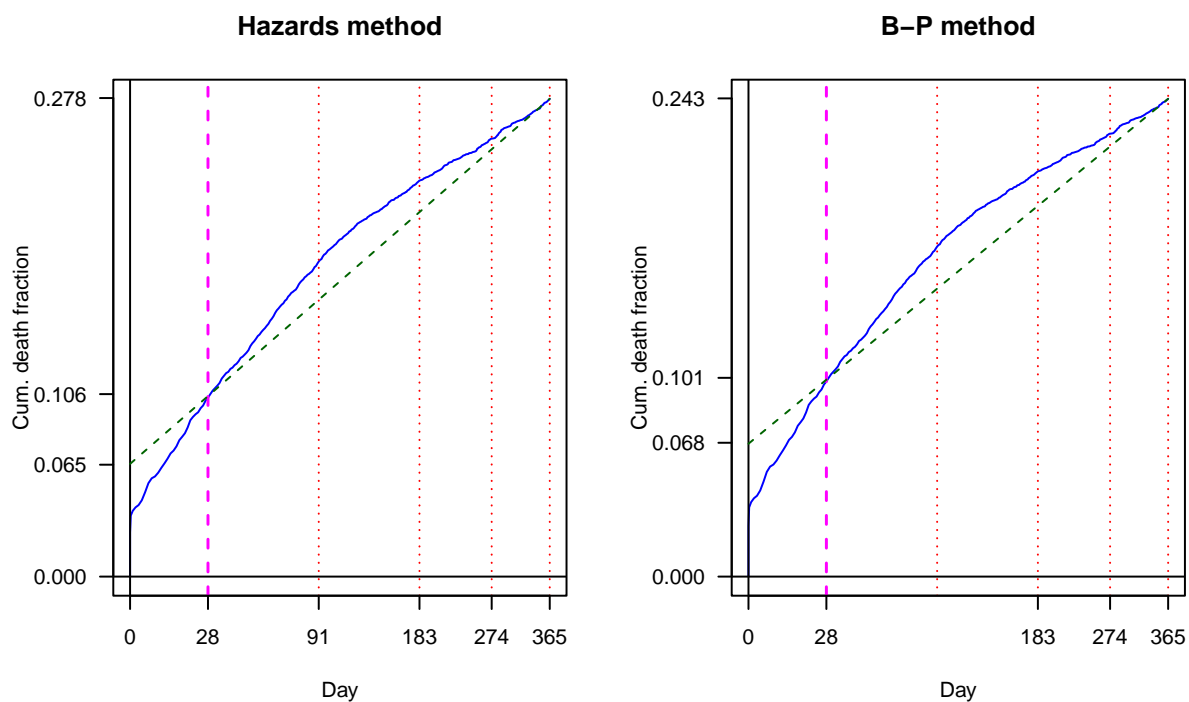 Hazards method
0.278
0.106
0.065
0.000
Cum. death fraction
0 28 91 183 274 365
Day
B−P method
0.243
0.101
0.068
0.000
Cum. death fraction
0 28 183 274 365
Day